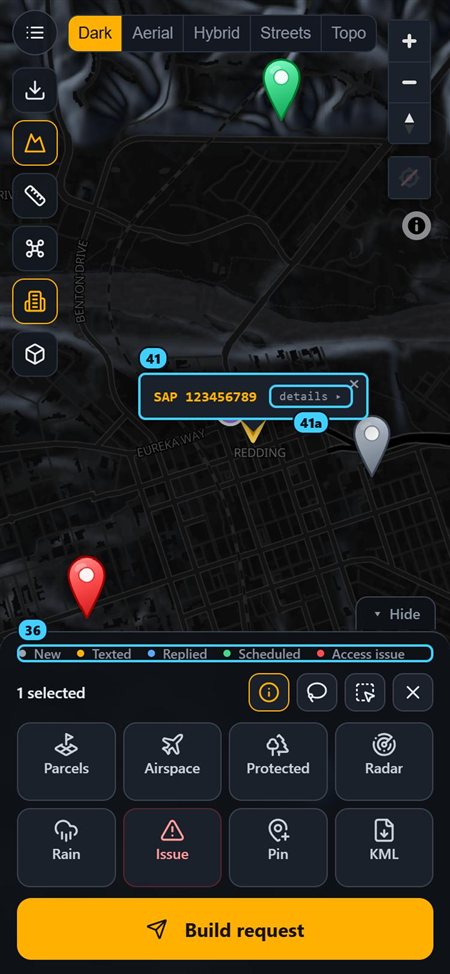 Dark Aerial Hybrid Streets Topo
BENTON DRIVE
41
SAP 123456789 details ▸
41a
EUREKA WAY
REDDING
Hide
36
New Texted Replied Scheduled Access issue
1 selected
Parcels Airspace Protected Radar
Rain Issue Pin KML
Build request